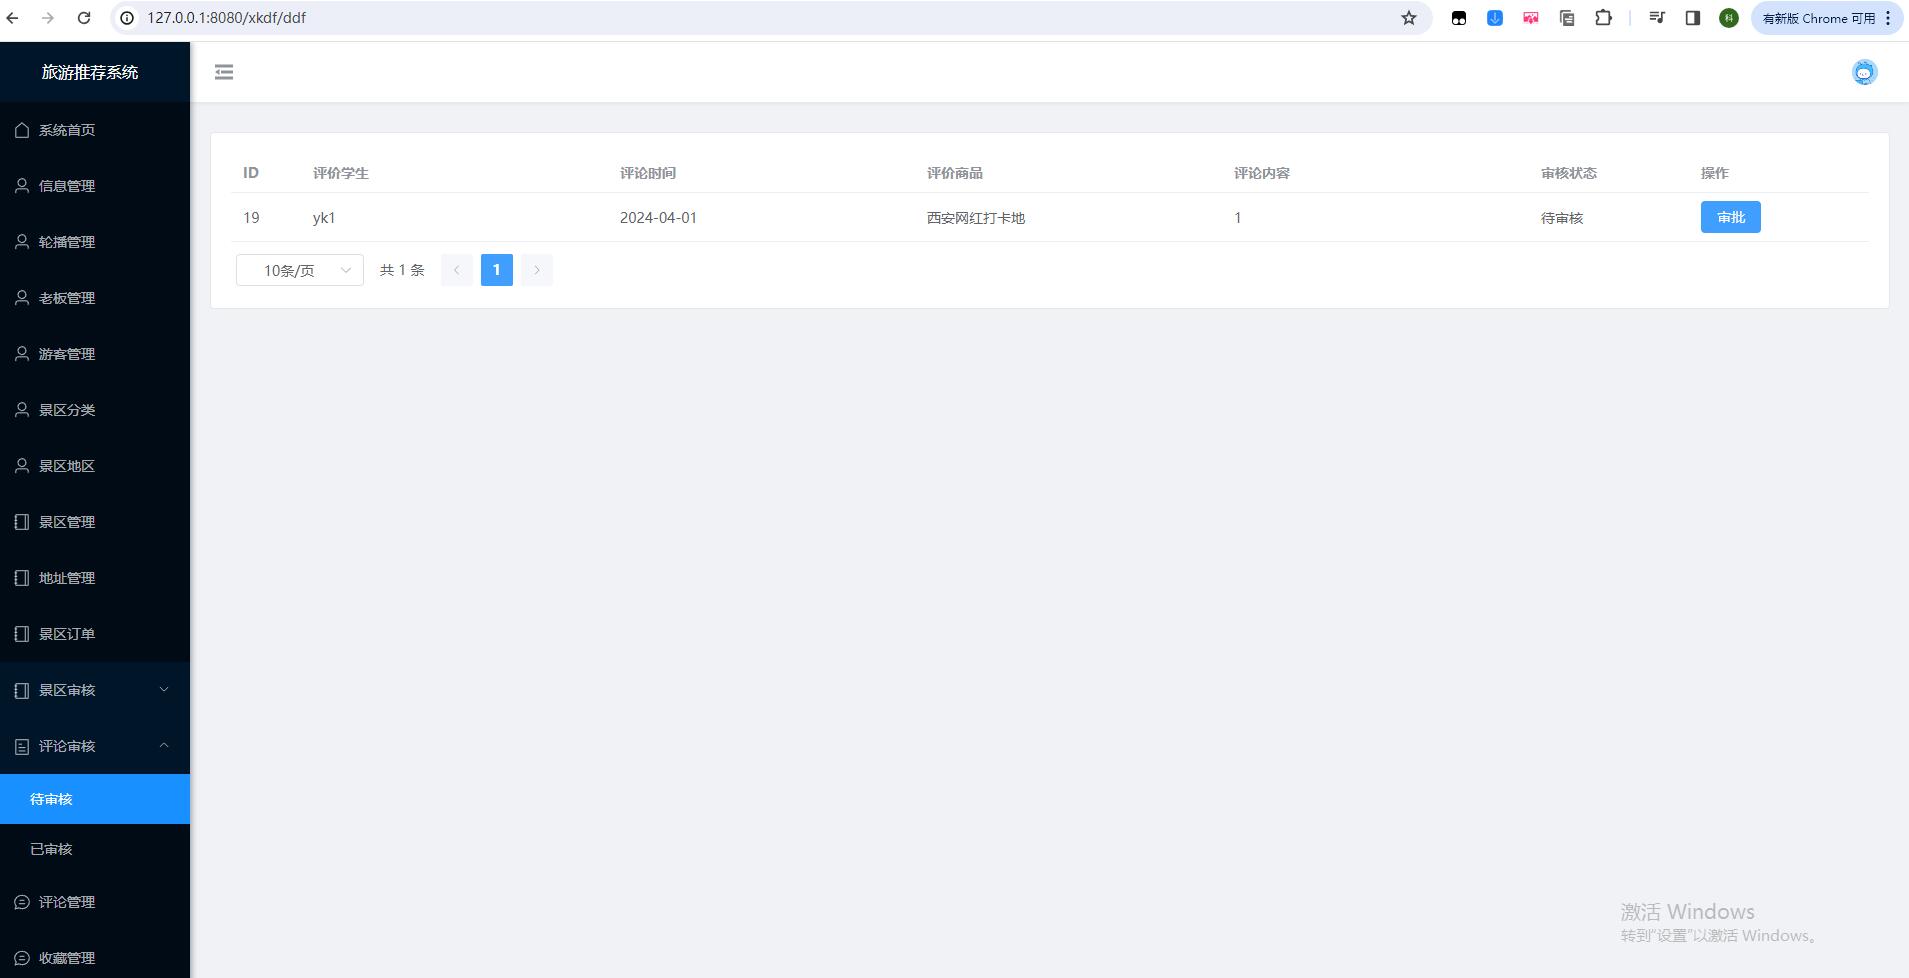 127.0.0.1:8080/xkdf/ddf
科
有新版 Chrome 可用
旅游推荐系统
系统首页
信息管理
轮播管理
老板管理
游客管理
景区分类
景区地区
景区管理
地址管理
景区订单
景区审核
评论审核
待审核
已审核
评论管理
收藏管理
ID 评价学生 评论时间 评价商品 评论内容 审核状态 操作
19 yk1 2024-04-01 西安网红打卡地 1 待审核 审批
10条/页 共 1 条 1
激活 Windows
转到"设置"以激活 Windows。